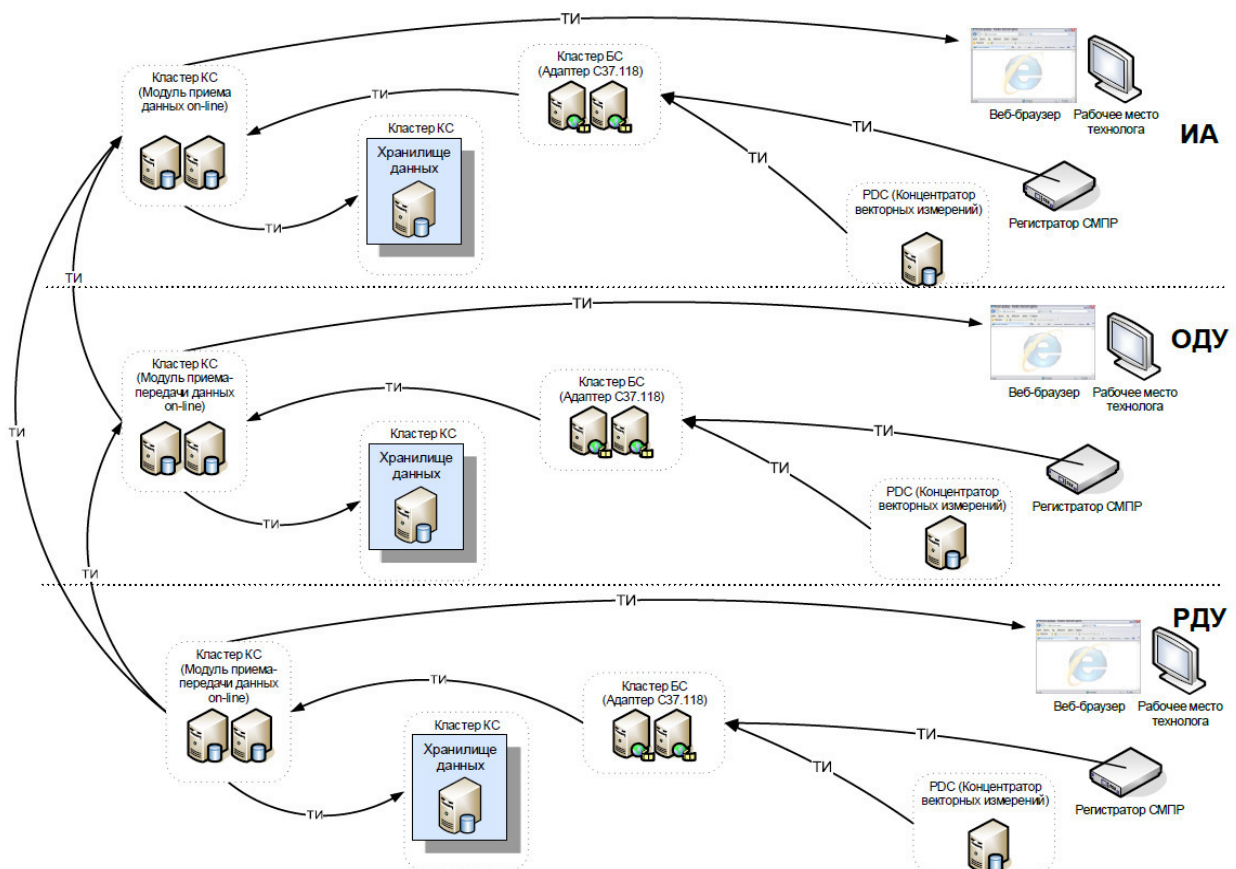 ТИ
Кластер КС
(Модуль приема
данных on-line)
Кластер БС
(Адаптер С37.118)
ТИ
Кластер КС
Хранилище
данных
ТИ
ТИ
ТИ
Веб-браузер
Рабочее место
технолога
ИА
PDC (Концентратор
векторных измерений)
Регистратор СМПР
ТИ
ТИ
ТИ
Кластер КС
(Модуль приема-
передачи данных
on-line)
Кластер БС
(Адаптер С37.118)
ТИ
Кластер КС
Хранилище
данных
ТИ
ТИ
ТИ
Веб-браузер
Рабочее место
технолога
ОДУ
PDC (Концентратор
векторных измерений)
Регистратор СМПР
ТИ
ТИ
ТИ
Кластер КС
(Модуль приема-
передачи данных
on-line)
Кластер БС
(Адаптер С37.118)
ТИ
Кластер КС
Хранилище
данных
ТИ
ТИ
ТИ
Веб-браузер
Рабочее место
технолога
РДУ
PDC (Концентратор
векторных измерений)
Регистратор СМПР